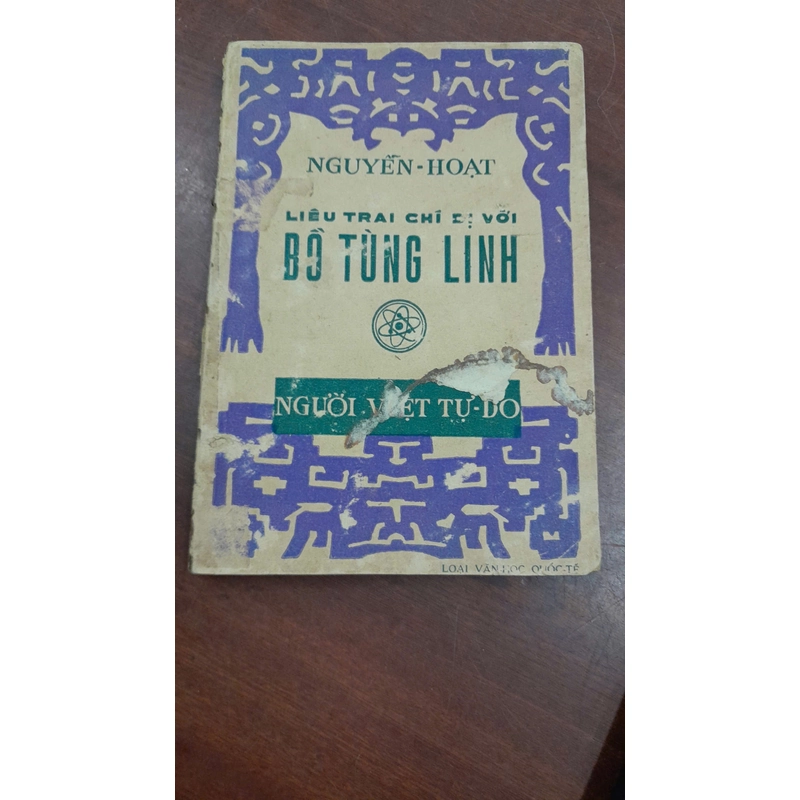 NGUYỄN-HOẠT
LIÊU TRAI CHÍ DỊ VỚI
BỒ TÙNG LINH
NGƯỜI VIỆT TỰ-DO
LOẠI VĂN HỌC QUỐC-TẾ